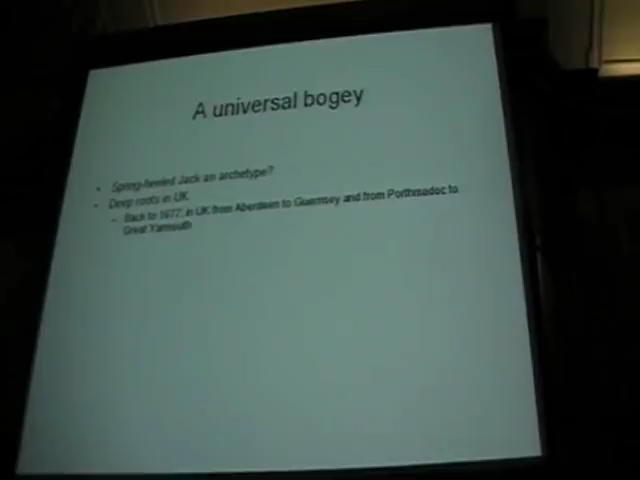 A universal bogey
• Spring-heeled Jack an archetype?
• Deep roots in UK
– Back to 1677; in UK from Aberdeen to Guernsey and from Porthmadoc to
Great Yarmouth